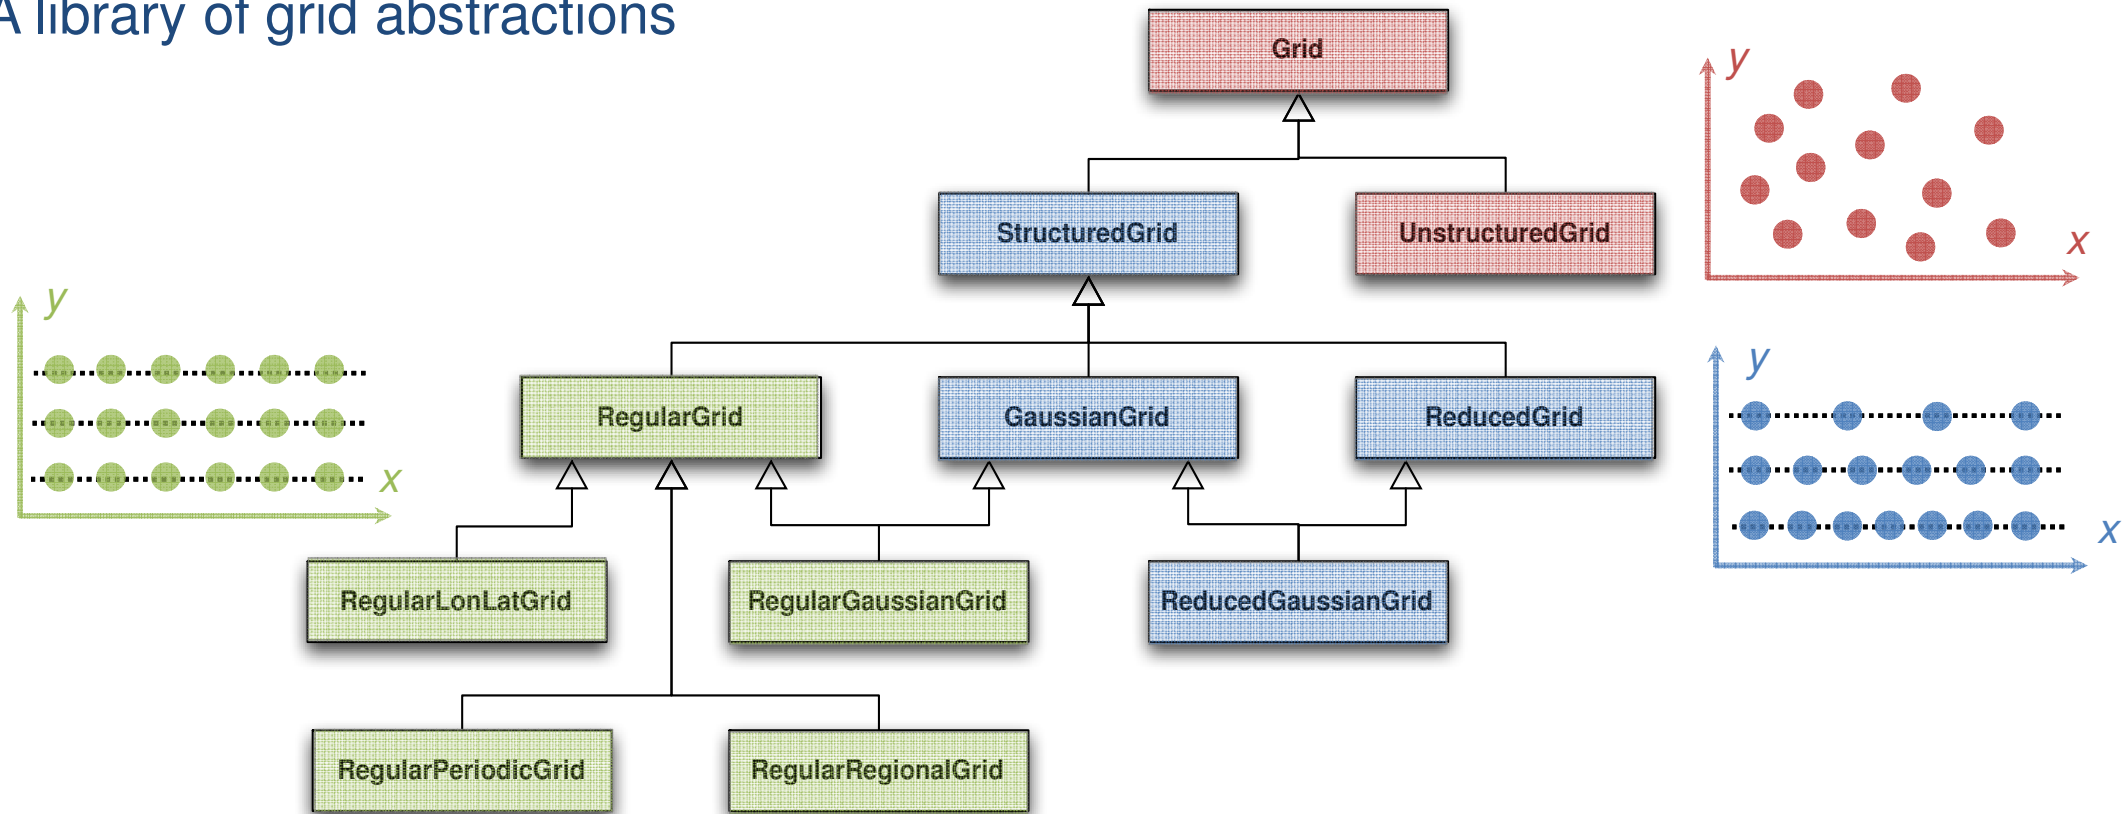 A library of grid abstractions
Grid
y
StructuredGrid
UnstructuredGrid
x
y
y
RegularGrid
GaussianGrid
ReducedGrid
x
x
RegularLonLatGrid
RegularGaussianGrid
ReducedGaussianGrid
RegularPeriodicGrid
RegularRegionalGrid